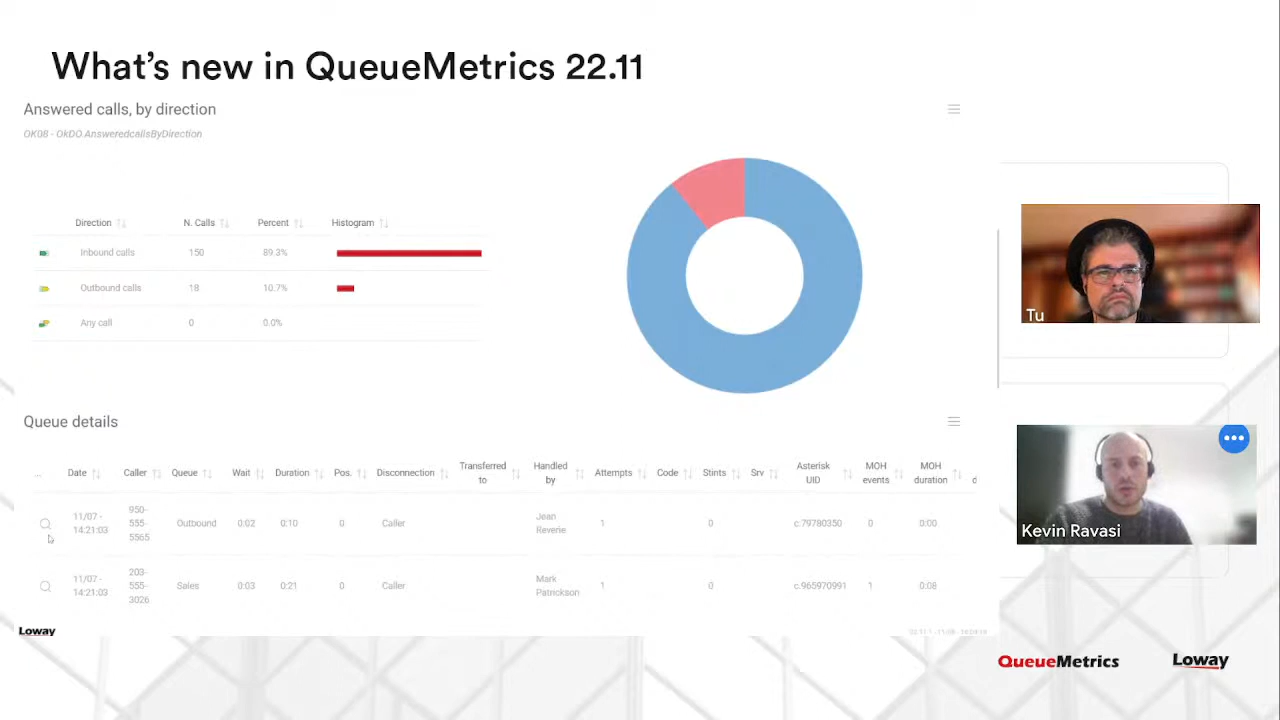 What's new in QueueMetrics 22.11
Answered calls, by direction
OK08 - OkDO.AnsweredcallsByDirection
Direction N. Calls Percent Histogram
Inbound calls 150 89.3%
Outbound calls 18 10.7%
Any call 0 0.0%
Tu
Queue details
... Date Caller Queue Wait Duration Pos. Disconnection Transferred to Handled by Attempts Code Stints Srv Asterisk UID MOH events MOH duration d
11/07 - 14:21:03 950-555-5565 Outbound 0:02 0:10 0 Caller Jean Reverie 1 0 c.79780350 0 0:00
11/07 - 14:21:03 203-555-3026 Sales 0:03 0:21 0 Caller Mark Patrickson 1 0 c.965970991 1 0:08
Kevin Ravasi
Loway
QueueMetrics Loway